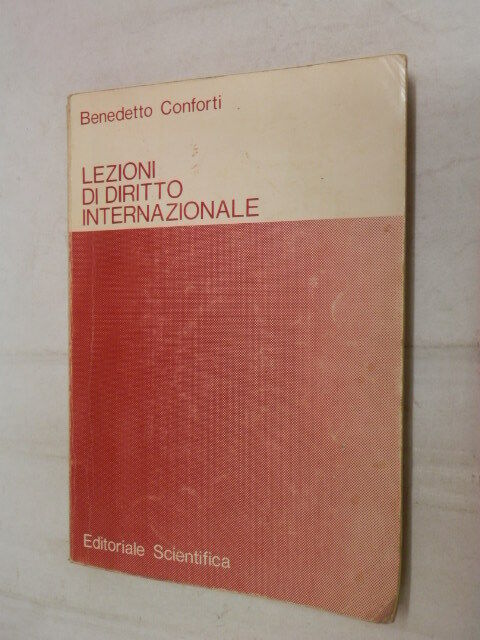 Benedetto Conforti
LEZIONI
DI DIRITTO
INTERNAZIONALE
Editoriale Scientifica